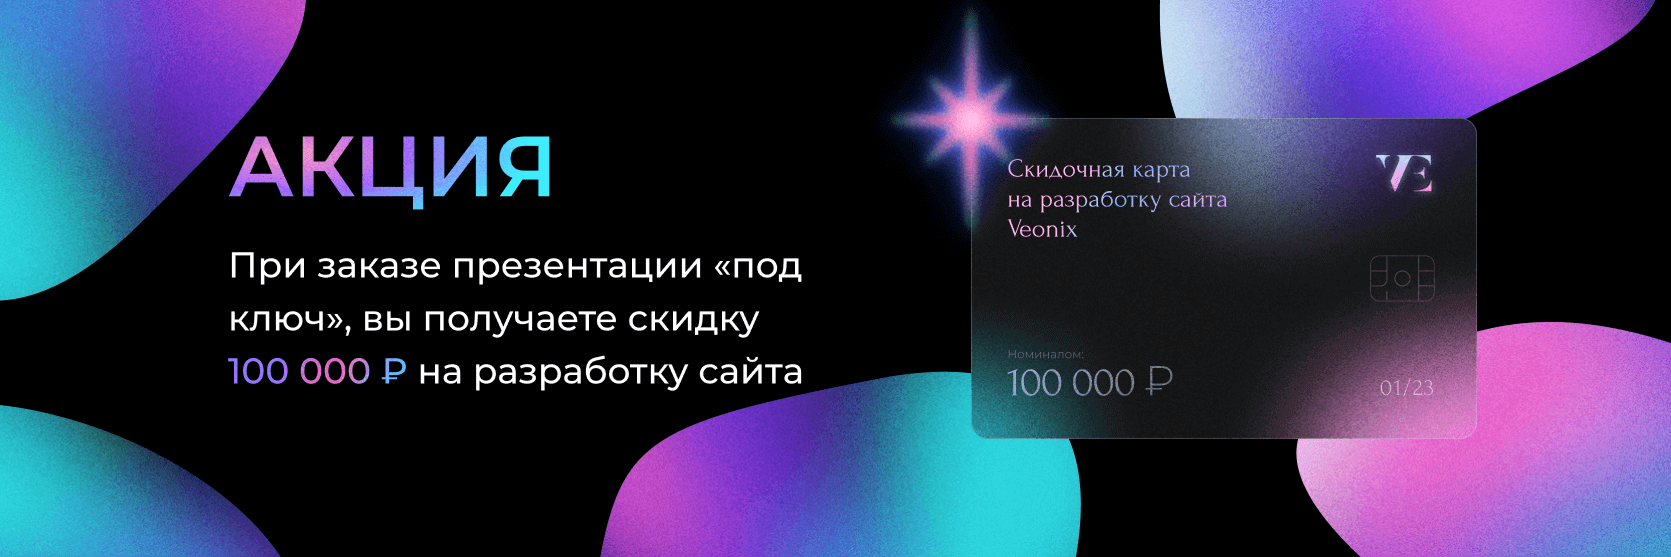 АКЦИЯ
При заказе презентации «под
ключ», вы получаете скидку
100 000 ₽ на разработку сайта
Скидочная карта
на разработку сайта
Veonix
VE
Номиналом:
100 000 ₽
01/23